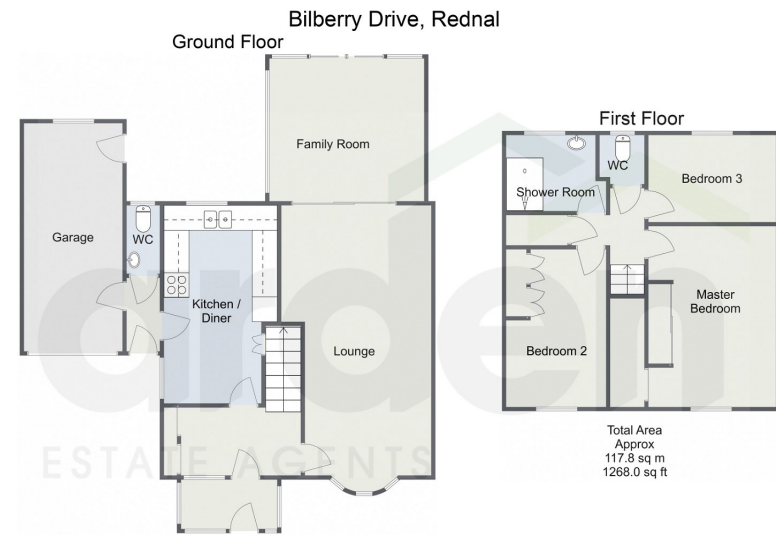 Bilberry Drive, Rednal
Ground Floor
Family Room
Garage
WC
Kitchen /
Diner
Lounge
First Floor
Shower Room
WC
Bedroom 3
Master
Bedroom
Bedroom 2
Total Area
Approx
117.8 sq m
1268.0 sq ft
arden
ESTATE AGENTS